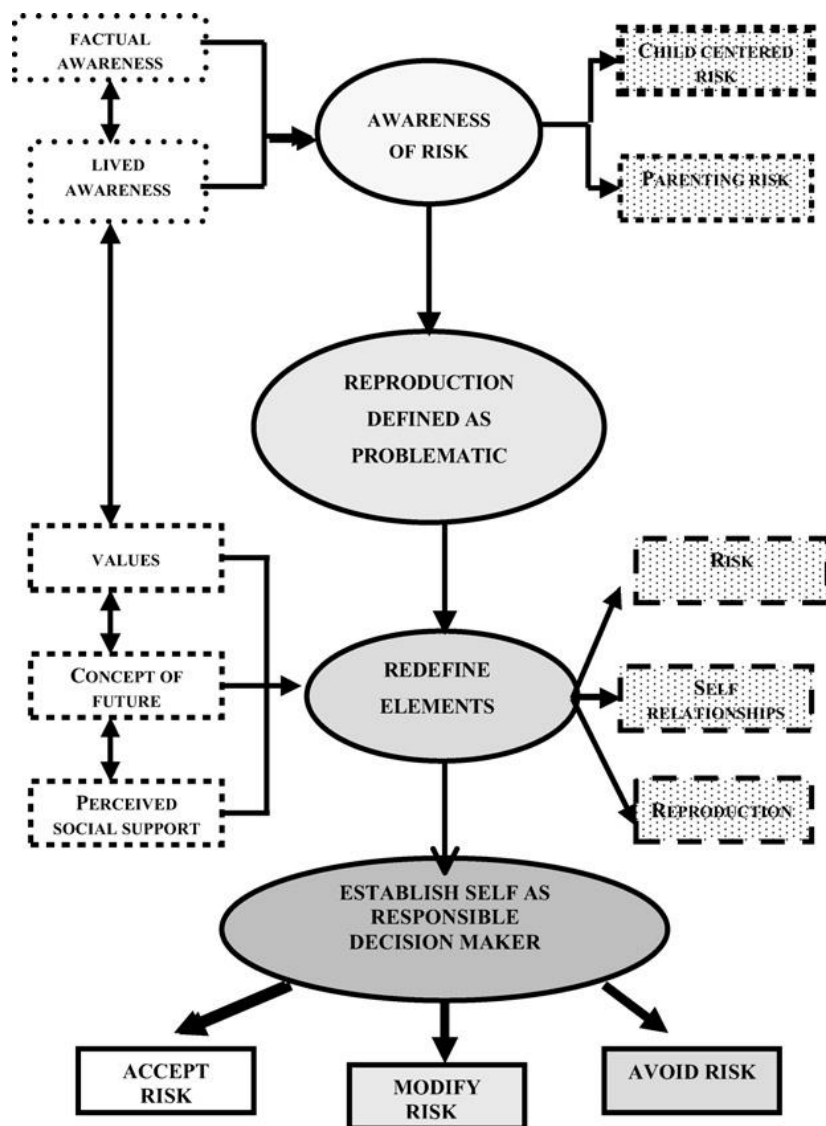 FACTUAL
AWARENESS
LIVED
AWARENESS
AWARENESS
OF RISK
CHILD CENTERED
RISK
PARENTING RISK
REPRODUCTION
DEFINED AS
PROBLEMATIC
VALUES
CONCEPT OF
FUTURE
PERCEIVED
SOCIAL SUPPORT
REDEFINE
ELEMENTS
RISK
SELF
RELATIONSHIPS
REPRODUCTION
ESTABLISH SELF AS
RESPONSIBLE
DECISION MAKER
ACCEPT
RISK
MODIFY
RISK
AVOID RISK